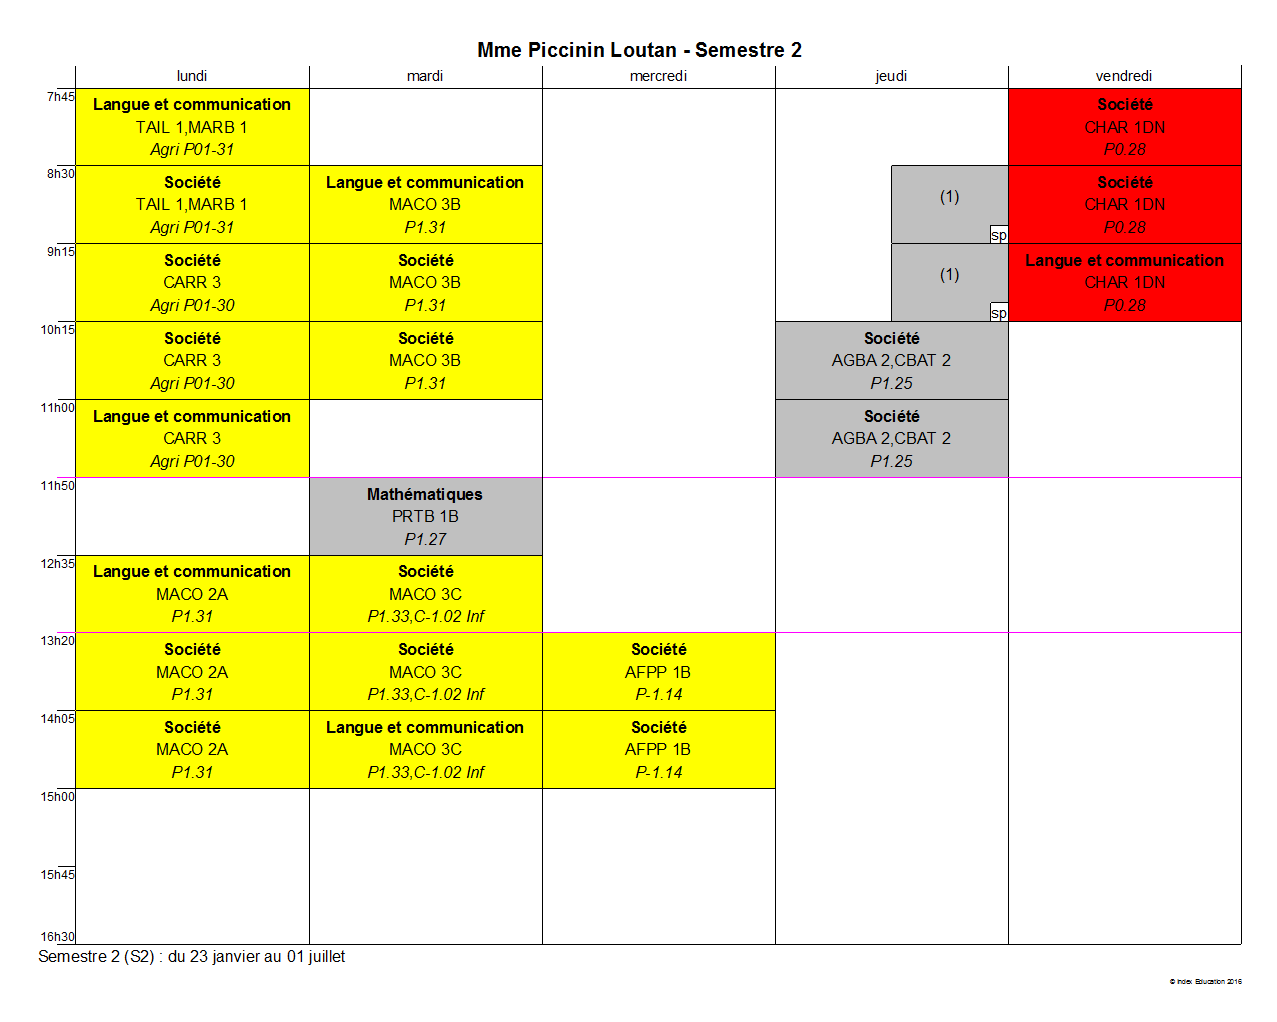 Mme Piccinin Loutan - Semestre 2
lundi mardi mercredi jeudi vendredi
7h45
Langue et communication Société
TAIL 1,MARB 1 CHAR 1DN
Agri P01-31 P0.28
8h30
Société Langue et communication (1) Société
TAIL 1,MARB 1 MACO 3B CHAR 1DN
Agri P01-31 P1.31 sp P0.28
9h15
Société Société (1) Langue et communication
CARR 3 MACO 3B CHAR 1DN
Agri P01-30 P1.31 sp P0.28
10h15
Société Société Société
CARR 3 MACO 3B AGBA 2,CBAT 2
Agri P01-30 P1.31 P1.25
11h00
Langue et communication Société
CARR 3 AGBA 2,CBAT 2
Agri P01-30 P1.25
11h50
Mathématiques
PRTB 1B
P1.27
12h35
Langue et communication Société
MACO 2A MACO 3C
P1.31 P1.33,C-1.02 Inf
13h20
Société Société Société
MACO 2A MACO 3C AFPP 1B
P1.31 P1.33,C-1.02 Inf P-1.14
14h05
Société Langue et communication Société
MACO 2A MACO 3C AFPP 1B
P1.31 P1.33,C-1.02 Inf P-1.14
15h00
15h45
16h30
Semestre 2 (S2) : du 23 janvier au 01 juillet
© Index Education 2016